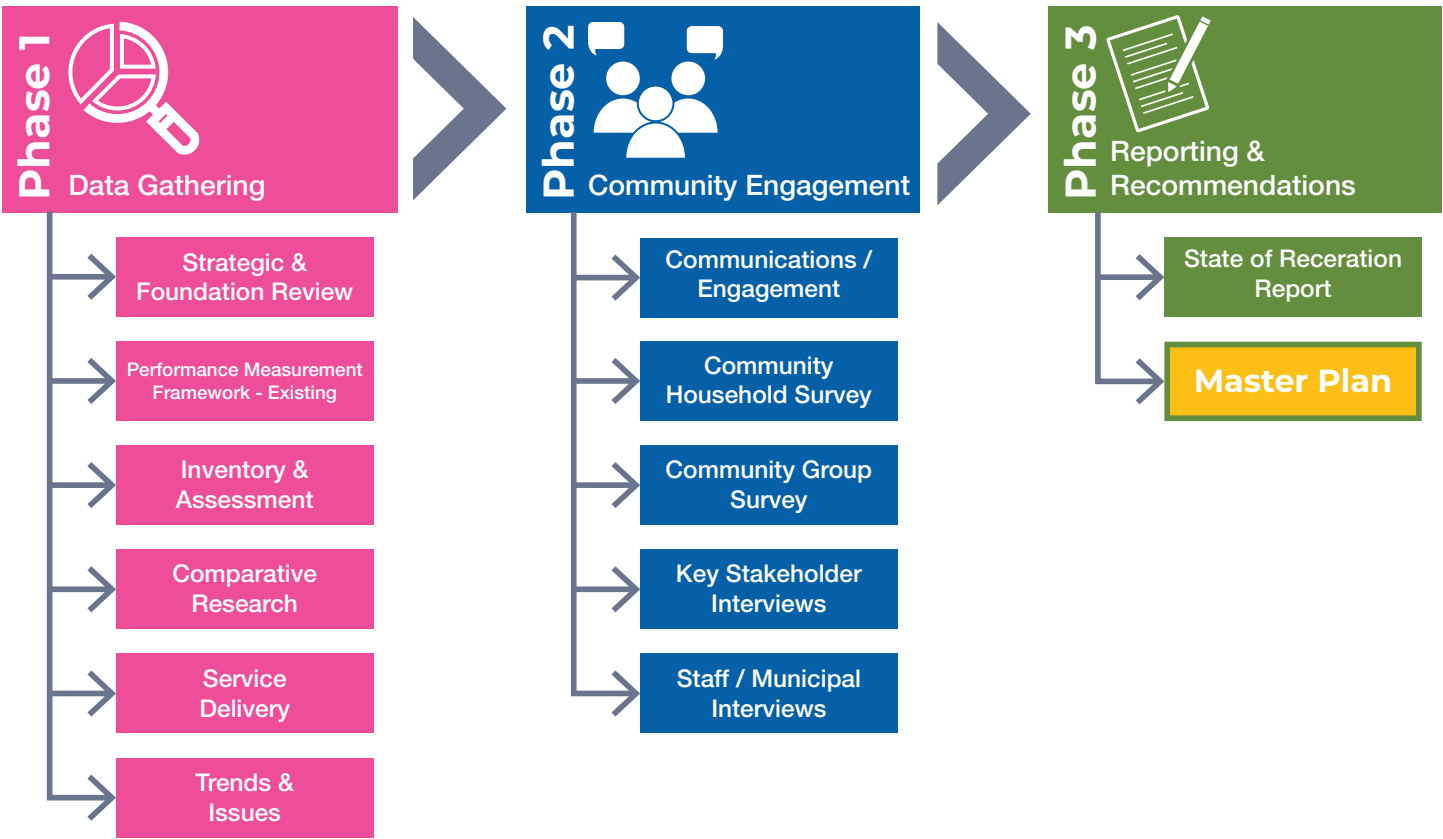 Phase 1
Data Gathering
Strategic &
Foundation Review
Performance Measurement
Framework - Existing
Inventory &
Assessment
Comparative
Research
Service
Delivery
Trends &
Issues
Phase 2
Community Engagement
Communications /
Engagement
Community
Household Survey
Community Group
Survey
Key Stakeholder
Interviews
Staff / Municipal
Interviews
Phase 3
Reporting &
Recommendations
State of Receration
Report
Master Plan